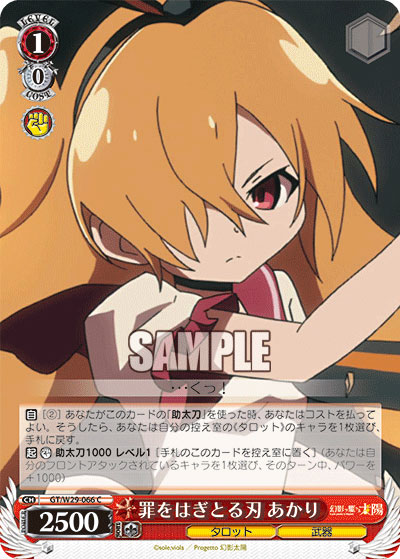 LEVEL
1
0
COST
SAMPLE
…くっ！
自 [②] あなたがこのカードの「助太刀」を使った時、あなたはコストを払って
よい。そうしたら、あなたは自分の控え室の《タロット》のキャラを1枚選び、
手札に戻す。
起 助太刀1000 レベル1 [手札のこのカードを控え室に置く] （あなたは自分
のフロントアタックされているキャラを1枚選び、そのターン中、パワーを
＋1000）
CH GT/W29-066 C
2500
罪をはぎとる刃 あかり
幻影ヲ駆ケル太陽
タロット 武器
©sole;viola ／ Progetto 幻影太陽